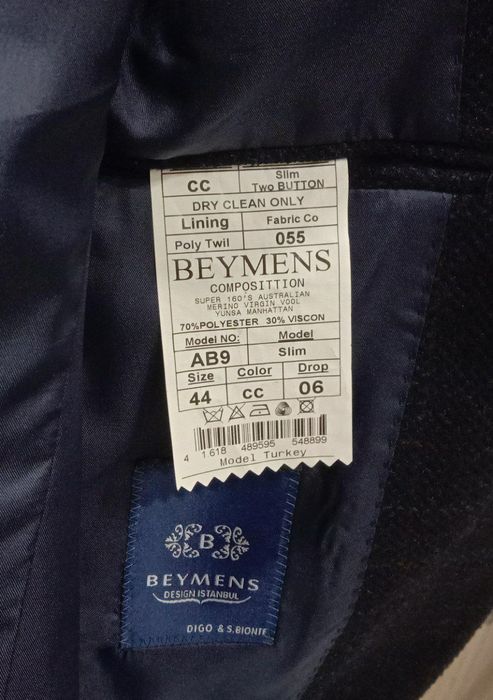 CC Slim
Two BUTTON
DRY CLEAN ONLY
Lining Fabric Co
Poly Twil 055
BEYMENS
COMPOSITTION
SUPER 160'S AUSTRALIAN
MERINO VIRGIN VOOL
YUNSA MANHATTAN
70%POLYESTER 30% VISCON
Model NO: Model
AB9 Slim
Size Color Drop
44 CC 06
4 1.618 489595 548899
Model Turkey
B
BEYMENS
DESIGN ISTANBUL
DIGO & S.BIONTE